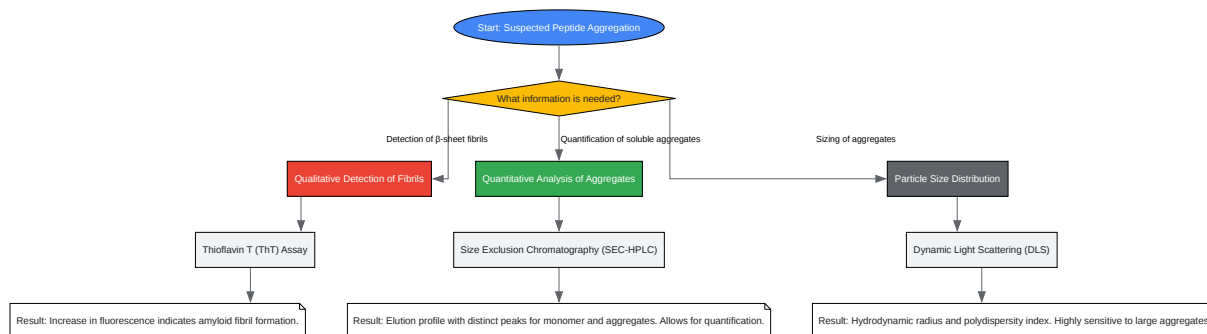 Start: Suspected Peptide Aggregation
What information is needed?
Detection of β-sheet fibrils
Quantification of soluble aggregates
Sizing of aggregates
Qualitative Detection of Fibrils
Quantitative Analysis of Aggregates
Particle Size Distribution
Thioflavin T (ThT) Assay
Size Exclusion Chromatography (SEC-HPLC)
Dynamic Light Scattering (DLS)
Result: Increase in fluorescence indicates amyloid fibril formation.
Result: Elution profile with distinct peaks for monomer and aggregates. Allows for quantification.
Result: Hydrodynamic radius and polydispersity index. Highly sensitive to large aggregates